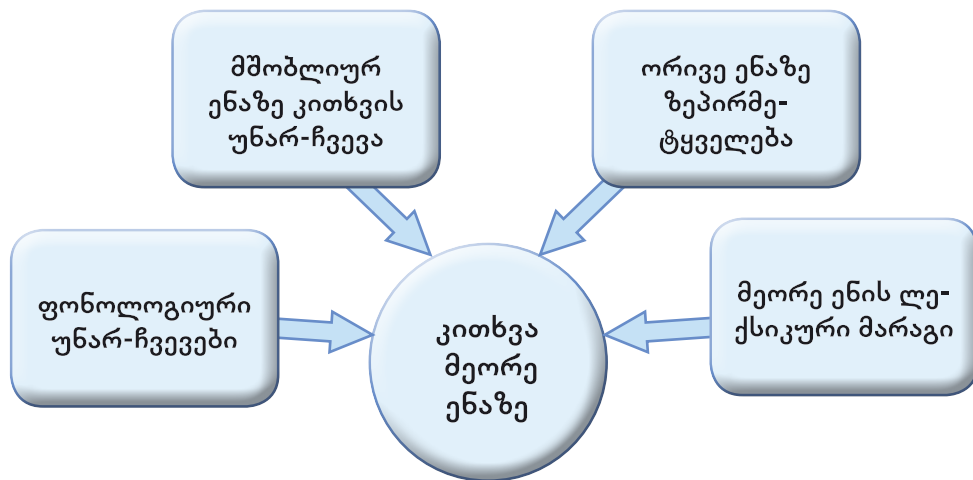 მშობლიურ
ენაზე კითხვის
უნარ-ჩვევა
ორივე ენაზე
ზეპირმე-
ტყველება
ფონოლოგიური
უნარ-ჩვევები
მეორე ენის ლე-
ქსიკური მარაგი
კითხვა
მეორე
ენაზე